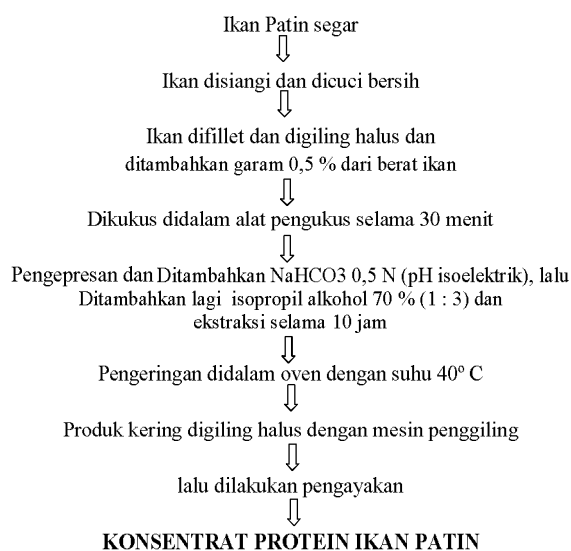 Ikan Patin segar
Ikan disiangi dan dicuci bersih
Ikan difillet dan digiling halus dan
ditambahkan garam 0,5 % dari berat ikan
Dikukus didalam alat pengukus selama 30 menit
Pengepresan dan Ditambahkan NaHCO3 0,5 N (pH isoelektrik), lalu
Ditambahkan lagi isopropil alkohol 70 % (1 : 3) dan
ekstraksi selama 10 jam
Pengeringan didalam oven dengan suhu 40º C
Produk kering digiling halus dengan mesin penggiling
lalu dilakukan pengayakan
KONSENTRAT PROTEIN IKAN PATIN